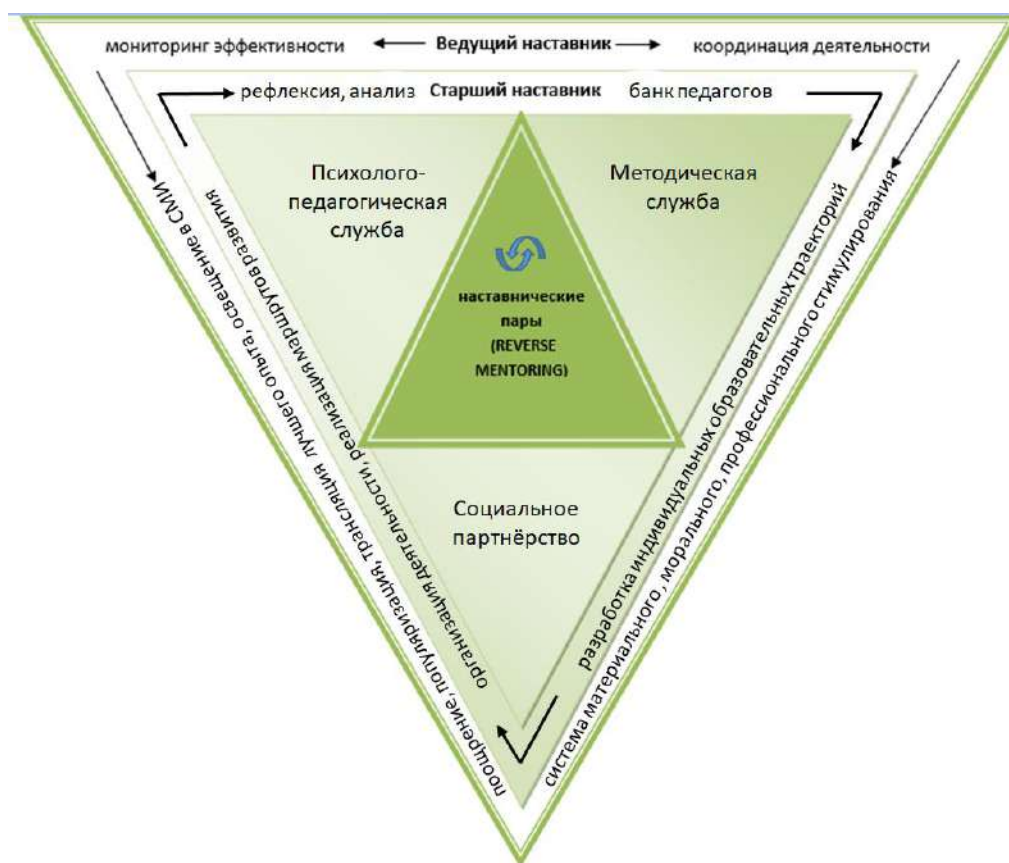 мониторинг эффективности
Ведущий наставник
координация деятельности
рефлексия, анализ
Старший наставник
банк педагогов
Психолого-
педагогическая
служба
Методическая
служба
наставнические
пары
(REVERSE
MENTORING)
Социальное
партнёрство
поощрение, популяризация, трансляция лучшего опыта, освещение в СМИ
организация деятельности, реализация маршрутов развития
разработка индивидуальных образовательных траекторий
система материального, морального, профессионального стимулирования